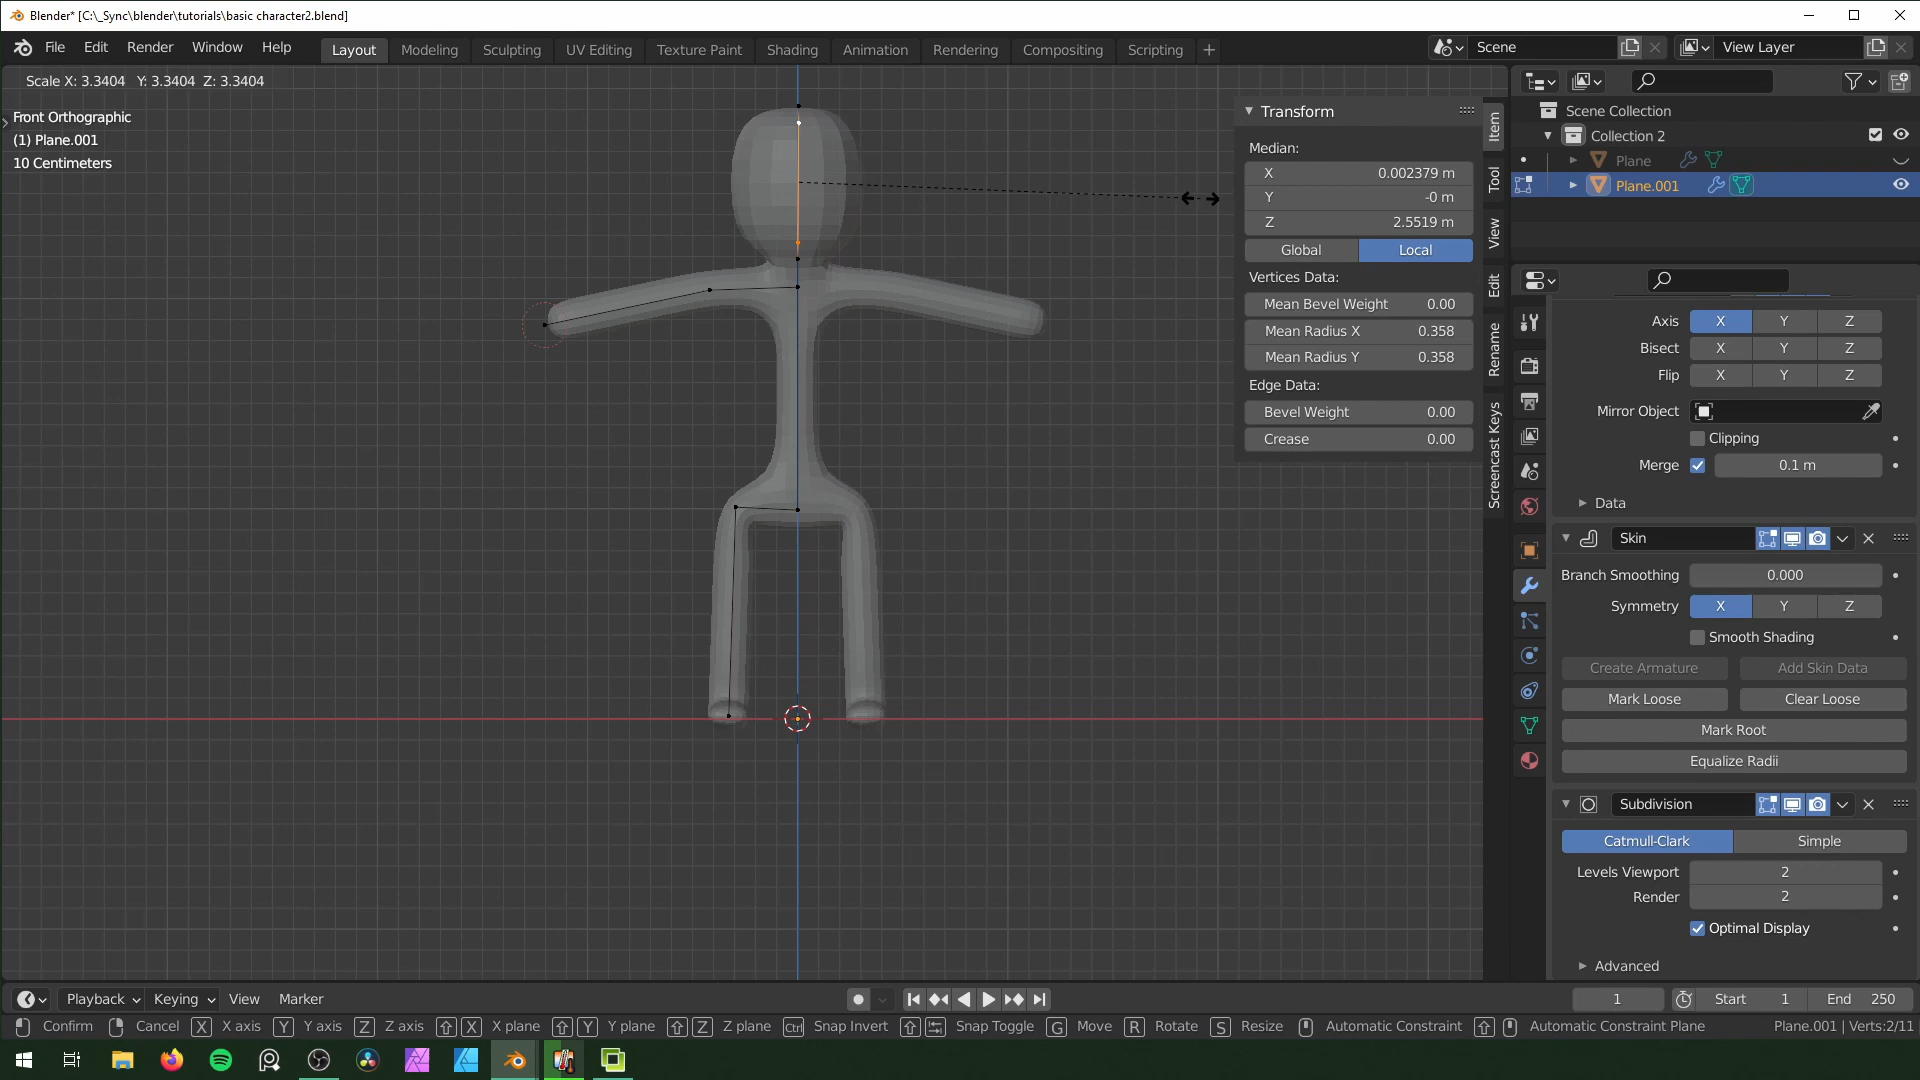 Blender* [C:\_Sync\blender\tutorials\basic character2.blend]
File Edit Render Window Help Layout Modeling Sculpting UV Editing Texture Paint Shading Animation Rendering Compositing Scripting Scene View Layer
Scale X: 3.3404 Y: 3.3404 Z: 3.3404
Front Orthographic
(1) Plane.001
10 Centimeters
Transform
Median:
X 0.002379 m
Y -0 m
Z 2.5519 m
Global Local
Vertices Data:
Mean Bevel Weight 0.00
Mean Radius X 0.358
Mean Radius Y 0.358
Edge Data:
Bevel Weight 0.00
Crease 0.00
Item
Tool
View
Edit
Rename
Screencast Keys
Scene Collection
Collection 2
Plane
Plane.001
Axis X Y Z
Bisect X Y Z
Flip X Y Z
Mirror Object
Clipping
Merge 0.1 m
Data
Skin
Branch Smoothing 0.000
Symmetry X Y Z
Smooth Shading
Create Armature Add Skin Data
Mark Loose Clear Loose
Mark Root
Equalize Radii
Subdivision
Catmull-Clark Simple
Levels Viewport 2
Render 2
Optimal Display
Advanced
Playback Keying View Marker 1 Start 1 End 250
Confirm Cancel X X axis Y Y axis Z Z axis X X plane Y Y plane Z Z plane Ctrl Snap Invert Snap Toggle G Move R Rotate S Resize Automatic Constraint Automatic Constraint Plane Plane.001 | Verts:2/11